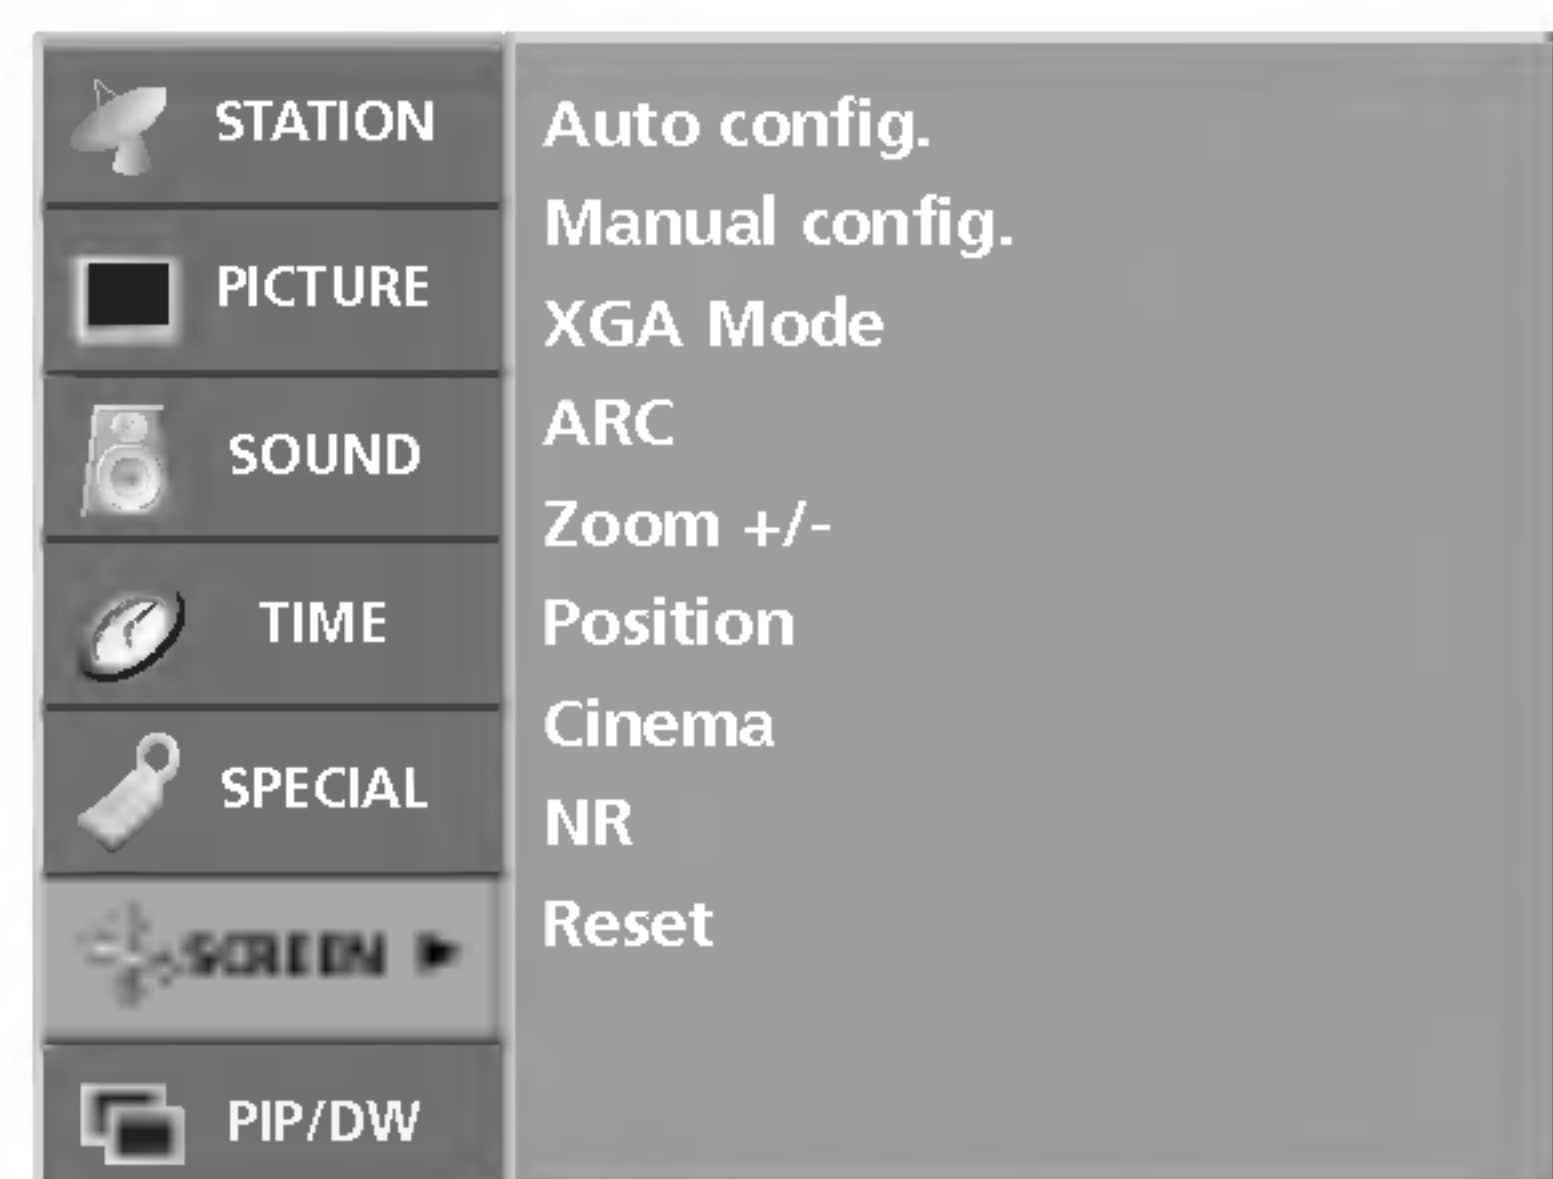 STATION
PICTURE
SOUND
TIME
SPECIAL
SCREEN
PIP/DW
Auto config.
Manual config.
XGA Mode
ARC
Zoom +/-
Position
Cinema
NR
Reset